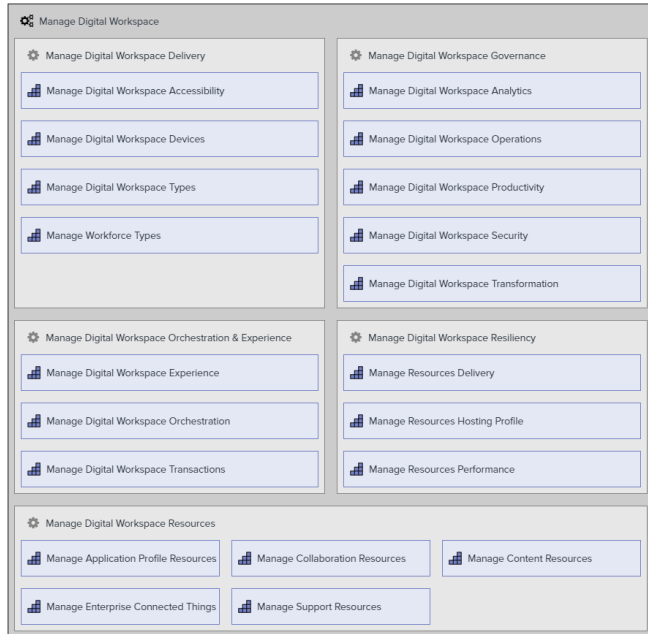 Manage Digital Workspace
Manage Digital Workspace Delivery
Manage Digital Workspace Accessibility
Manage Digital Workspace Devices
Manage Digital Workspace Types
Manage Workforce Types
Manage Digital Workspace Governance
Manage Digital Workspace Analytics
Manage Digital Workspace Operations
Manage Digital Workspace Productivity
Manage Digital Workspace Security
Manage Digital Workspace Transformation
Manage Digital Workspace Orchestration & Experience
Manage Digital Workspace Experience
Manage Digital Workspace Orchestration
Manage Digital Workspace Transactions
Manage Digital Workspace Resiliency
Manage Resources Delivery
Manage Resources Hosting Profile
Manage Resources Performance
Manage Digital Workspace Resources
Manage Application Profile Resources
Manage Collaboration Resources
Manage Content Resources
Manage Enterprise Connected Things
Manage Support Resources